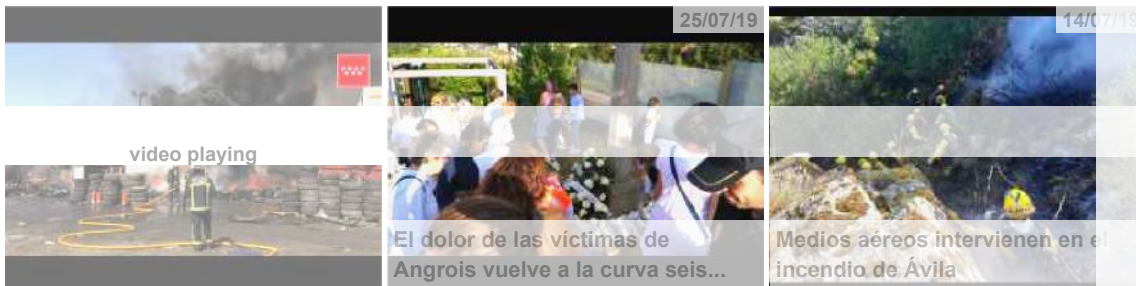 video playing
25/07/19
El dolor de las víctimas de
Angrois vuelve a la curva seis...
14/07/19
Medios aéreos intervienen en el
incendio de Ávila